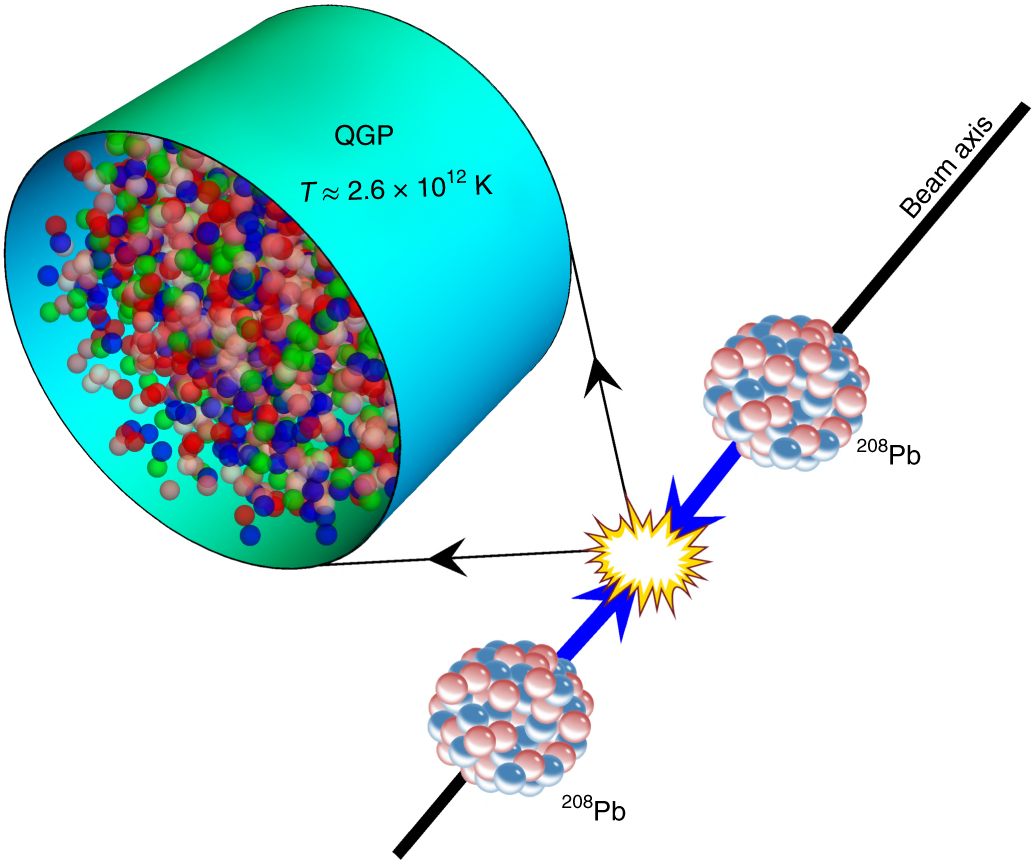 QGP
T ≈ 2.6 × 10¹² K
Beam axis
²⁰⁸Pb
²⁰⁸Pb